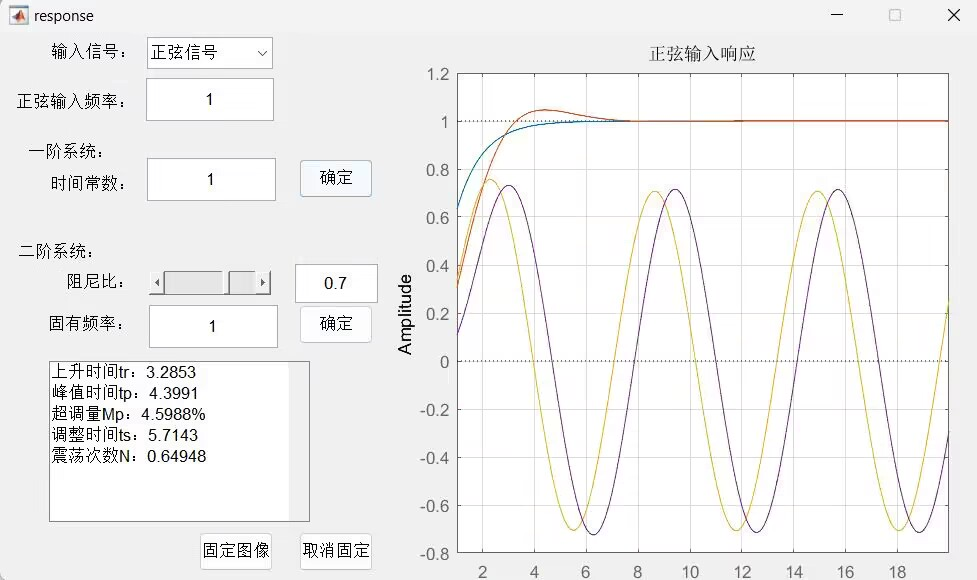 response
输入信号：
正弦信号
正弦输入频率：
1
一阶系统：
时间常数：
1
确定
二阶系统：
阻尼比：
0.7
固有频率：
1
确定
上升时间tr：3.2853
峰值时间tp：4.3991
超调量Mp：4.5988%
调整时间ts：5.7143
震荡次数N：0.64948
固定图像
取消固定
正弦输入响应
1.2
1
0.8
0.6
0.4
0.2
0
-0.2
-0.4
-0.6
-0.8
Amplitude
2 4 6 8 10 12 14 16 18